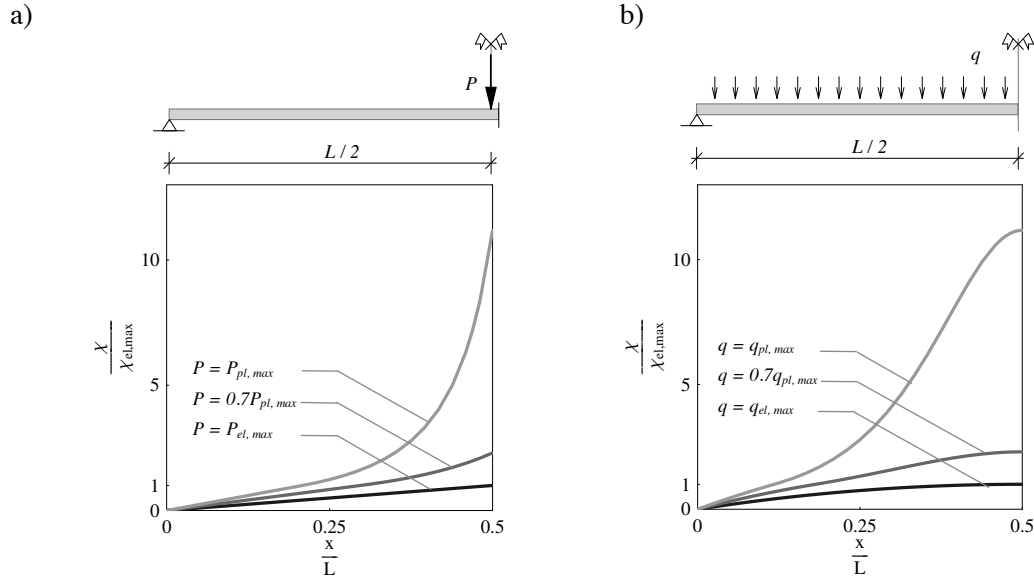 a)
P
L / 2
10
5
1
0
χ
χel,max
P = Ppl, max
P = 0.7Ppl, max
P = Pel, max
0
0.25
0.5
x
L
b)
q
L / 2
10
5
1
0
χ
χel,max
q = qpl, max
q = 0.7qpl, max
q = qel, max
0
0.25
0.5
x
L